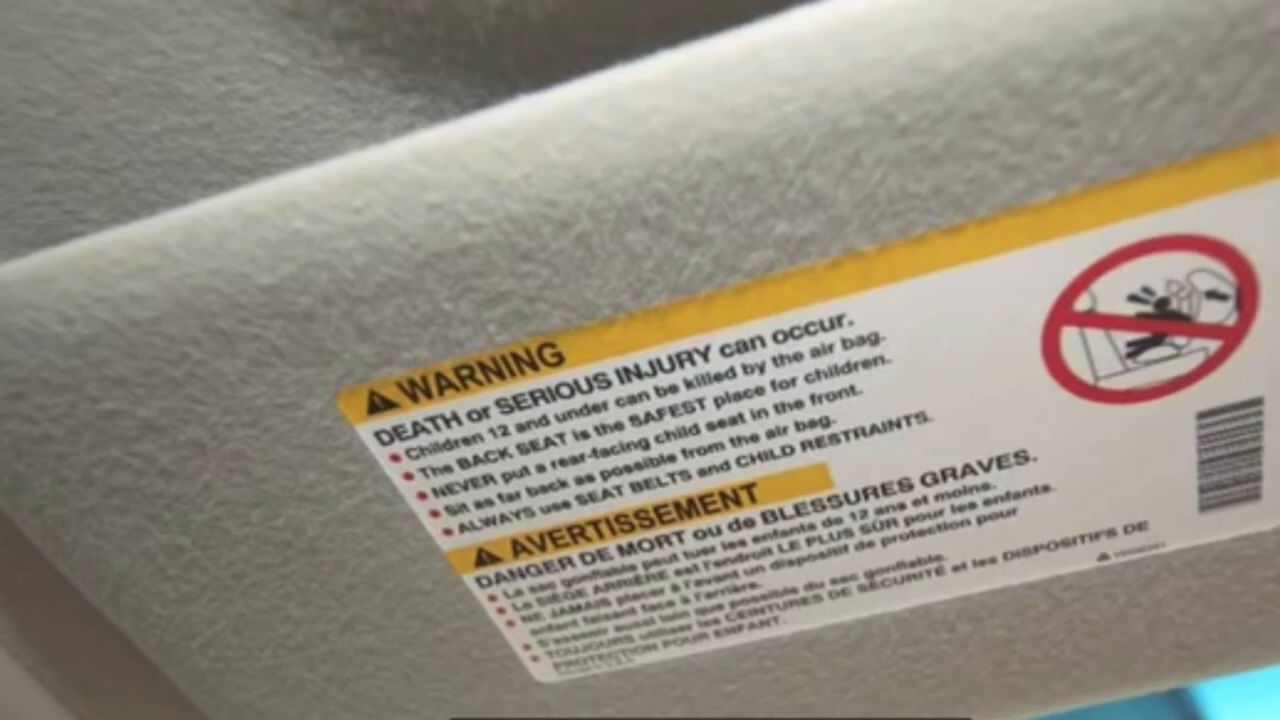 WARNING
DEATH or SERIOUS INJURY can occur.
Children 12 and under can be killed by the air bag.
The BACK SEAT is the SAFEST place for children.
NEVER put a rear-facing child seat in the front.
Sit as far back as possible from the air bag.
ALWAYS use SEAT BELTS and CHILD RESTRAINTS.
AVERTISSEMENT
DANGER DE MORT ou de BLESSURES GRAVES.
Le sac gonflable peut tuer les enfants de 12 ans et moins.
Le SIÈGE ARRIÈRE est l'endroit LE PLUS SÛR pour les enfants.
NE JAMAIS placer à l'avant un dispositif de protection pour
enfant faisant face à l'arrière.
S'asseoir aussi loin que possible du sac gonflable.
TOUJOURS utiliser les CEINTURES DE SÉCURITÉ et les DISPOSITIFS DE
PROTECTION POUR ENFANT.